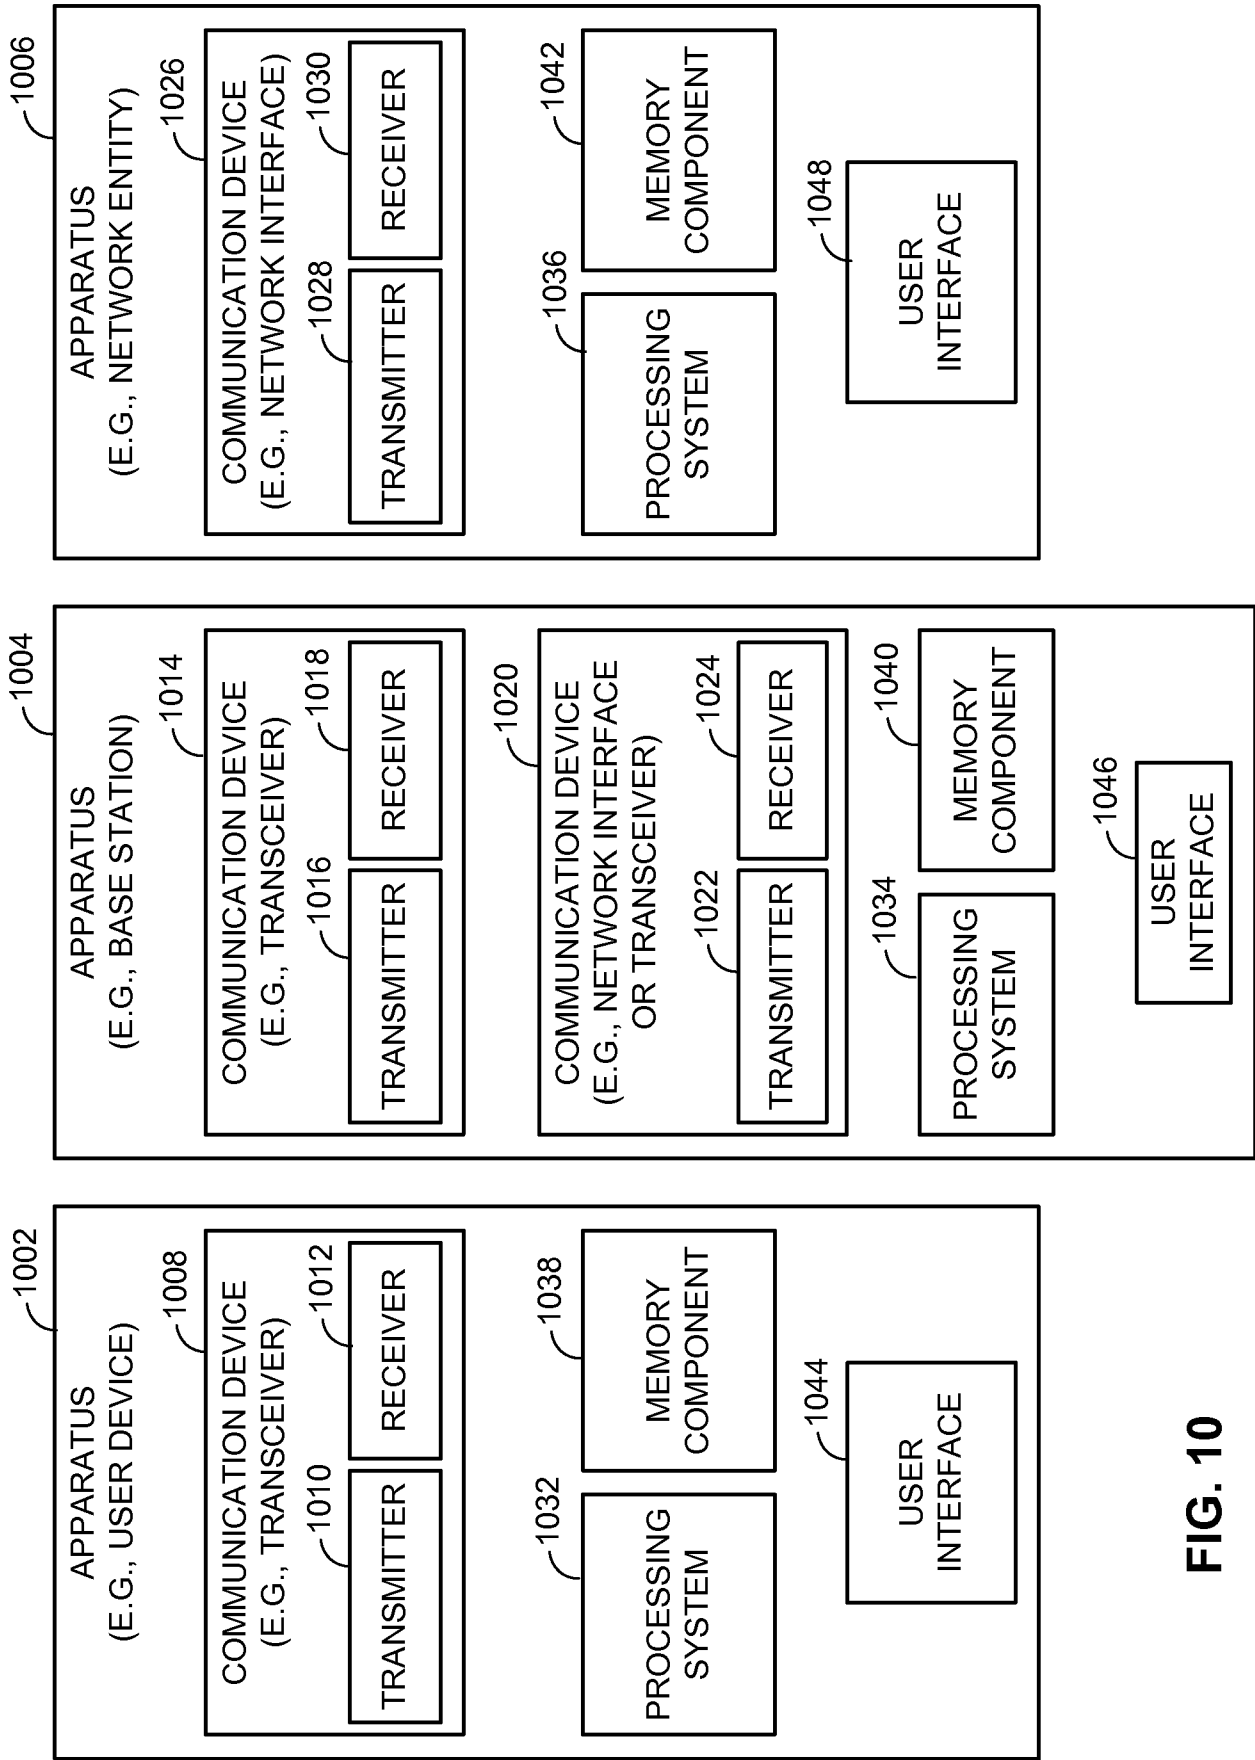 1002
APPARATUS
(E.G., USER DEVICE)
1008
COMMUNICATION DEVICE
(E.G., TRANSCEIVER)
1010
1012
TRANSMITTER
RECEIVER
1032
1038
PROCESSING
SYSTEM
MEMORY
COMPONENT
1044
USER
INTERFACE
1004
APPARATUS
(E.G., BASE STATION)
1014
COMMUNICATION DEVICE
(E.G., TRANSCEIVER)
1016
1018
TRANSMITTER
RECEIVER
1020
COMMUNICATION DEVICE
(E.G., NETWORK INTERFACE
OR TRANSCEIVER)
1022
1024
TRANSMITTER
RECEIVER
1034
1040
PROCESSING
SYSTEM
MEMORY
COMPONENT
1046
USER
INTERFACE
1006
APPARATUS
(E.G., NETWORK ENTITY)
1026
COMMUNICATION DEVICE
(E.G., NETWORK INTERFACE)
1028
1030
TRANSMITTER
RECEIVER
1036
1042
PROCESSING
SYSTEM
MEMORY
COMPONENT
1048
USER
INTERFACE
FIG. 10